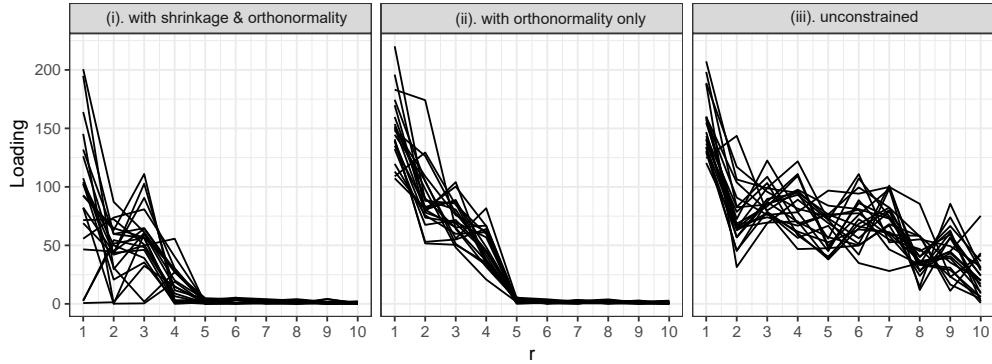 (i). with shrinkage & orthonormality
(ii). with orthonormality only
(iii). unconstrained
Loading
200
150
100
50
0
1 2 3 4 5 6 7 8 9 10
1 2 3 4 5 6 7 8 9 10
1 2 3 4 5 6 7 8 9 10
r